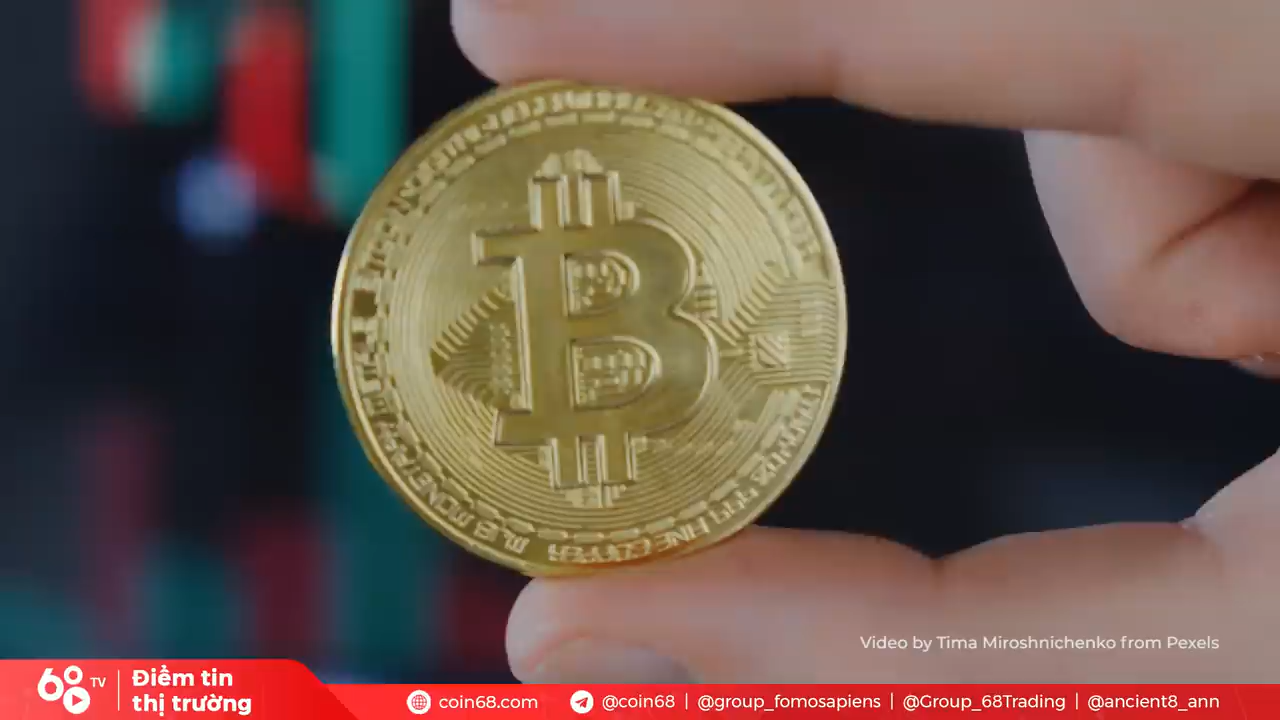 Video by Tima Miroshnichenko from Pexels
68 TV
Điểm tin
thị trường
coin68.com
@coin68 | @group_fomosapiens | @Group_68Trading | @ancient8_ann